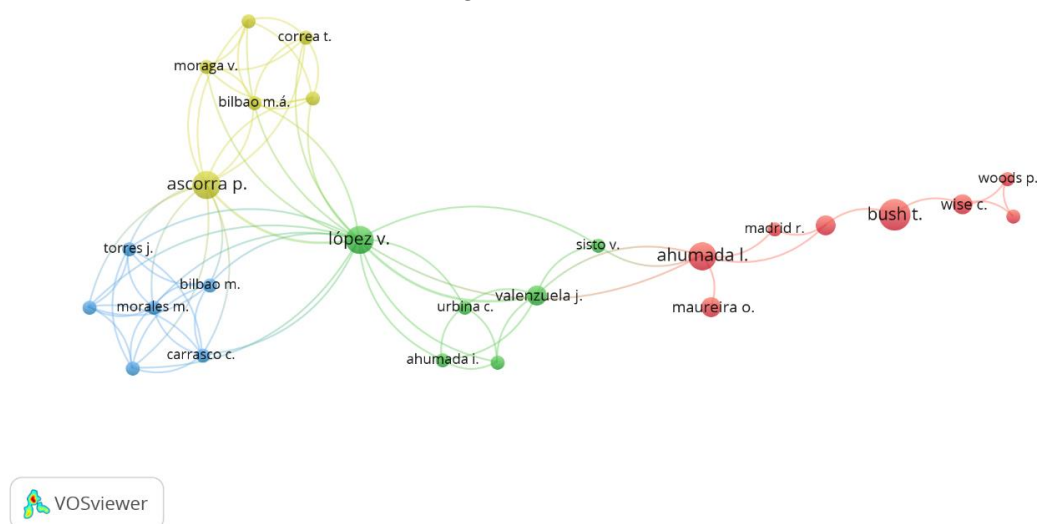 correa t.
moraga v.
bilbao m.á.
ascorra p.
woods p.
wise c.
bush t.
madrid r.
lópez v.
sisto v.
ahumada l.
torres j.
bilbao m.
valenzuela j.
morales m.
urbina c.
maureira o.
carrasco c.
ahumada i.
VOSviewer